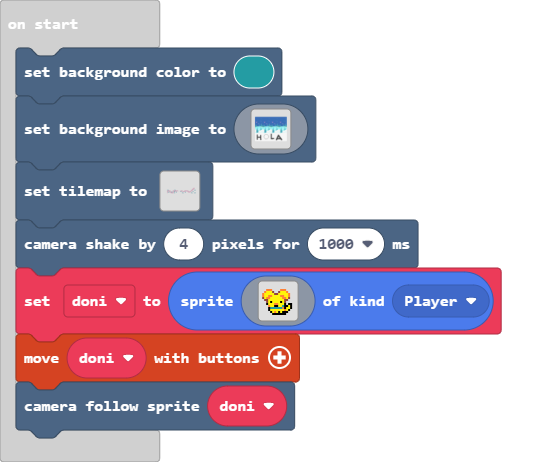 on start
set background color to
set background image to HOLA
set tilemap to
camera shake by 4 pixels for 1000 ms
set doni to sprite of kind Player
move doni with buttons
camera follow sprite doni